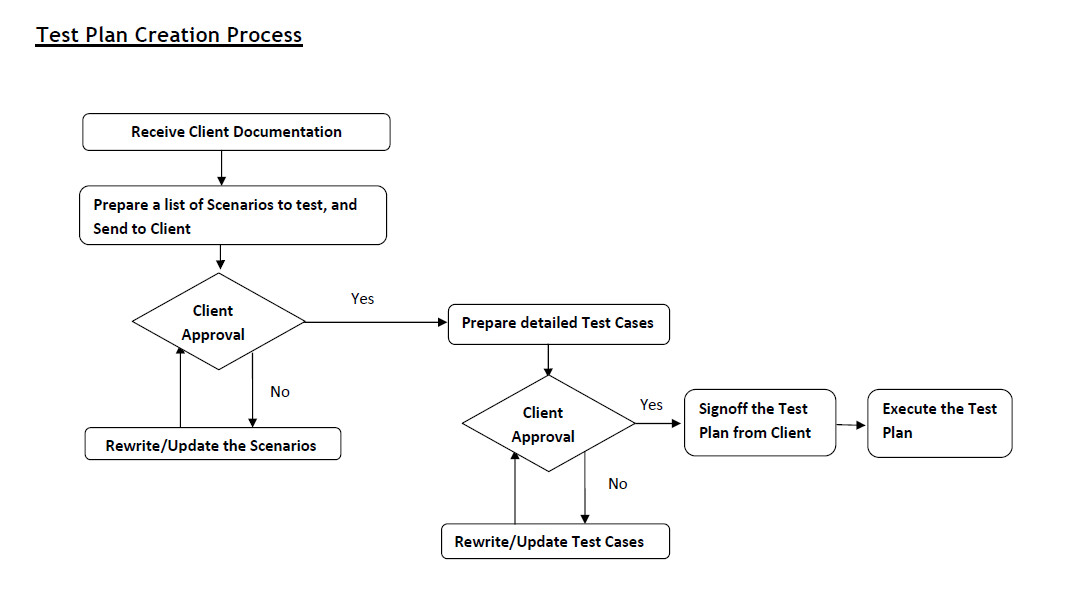 Test Plan Creation Process
Receive Client Documentation
Prepare a list of Scenarios to test, and
Send to Client
Client
Approval
Yes
No
Rewrite/Update the Scenarios
Prepare detailed Test Cases
Client
Approval
Yes
No
Rewrite/Update Test Cases
Signoff the Test
Plan from Client
Execute the Test
Plan